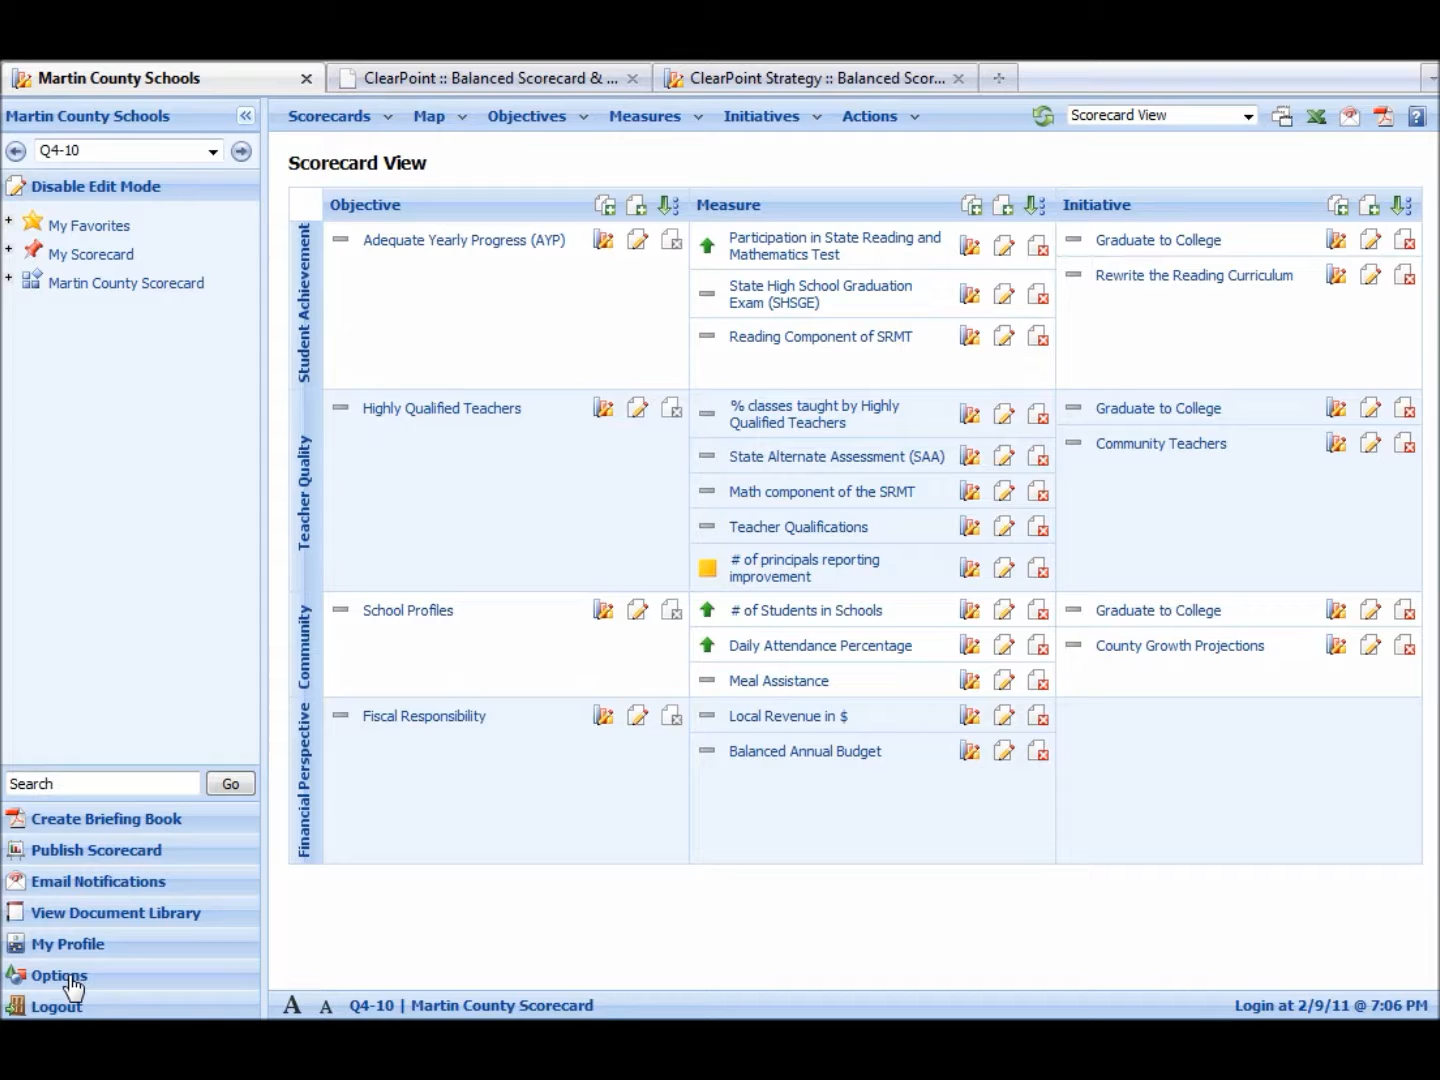 Martin County Schools
ClearPoint :: Balanced Scorecard & ...
ClearPoint Strategy :: Balanced Scor...
Martin County Schools
Scorecards
Map
Objectives
Measures
Initiatives
Actions
Scorecard View
Q4-10
Disable Edit Mode
My Favorites
My Scorecard
Martin County Scorecard
Scorecard View
Objective
Measure
Initiative
Student Achievement
Adequate Yearly Progress (AYP)
Participation in State Reading and
Mathematics Test
State High School Graduation
Exam (SHSGE)
Reading Component of SRMT
Graduate to College
Rewrite the Reading Curriculum
Teacher Quality
Highly Qualified Teachers
% classes taught by Highly
Qualified Teachers
State Alternate Assessment (SAA)
Math component of the SRMT
Teacher Qualifications
# of principals reporting
improvement
Graduate to College
Community Teachers
Community
School Profiles
# of Students in Schools
Daily Attendance Percentage
Meal Assistance
Graduate to College
County Growth Projections
Financial Perspective
Fiscal Responsibility
Local Revenue in $
Balanced Annual Budget
Search
Go
Create Briefing Book
Publish Scorecard
Email Notifications
View Document Library
My Profile
Options
Logout
A A Q4-10 | Martin County Scorecard
Login at 2/9/11 @ 7:06 PM